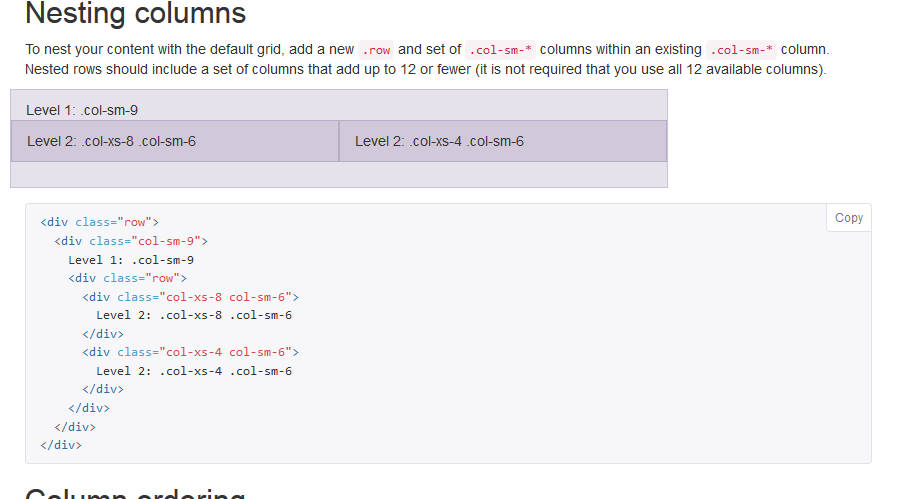 Nesting columns
To nest your content with the default grid, add a new .row and set of .col-sm-* columns within an existing .col-sm-* column.
Nested rows should include a set of columns that add up to 12 or fewer (it is not required that you use all 12 available columns).
Level 1: .col-sm-9
Level 2: .col-xs-8 .col-sm-6
Level 2: .col-xs-4 .col-sm-6
Copy
<div class="row">
  <div class="col-sm-9">
    Level 1: .col-sm-9
    <div class="row">
      <div class="col-xs-8 col-sm-6">
        Level 2: .col-xs-8 .col-sm-6
      </div>
      <div class="col-xs-4 col-sm-6">
        Level 2: .col-xs-4 .col-sm-6
      </div>
    </div>
  </div>
</div>
Column ordering